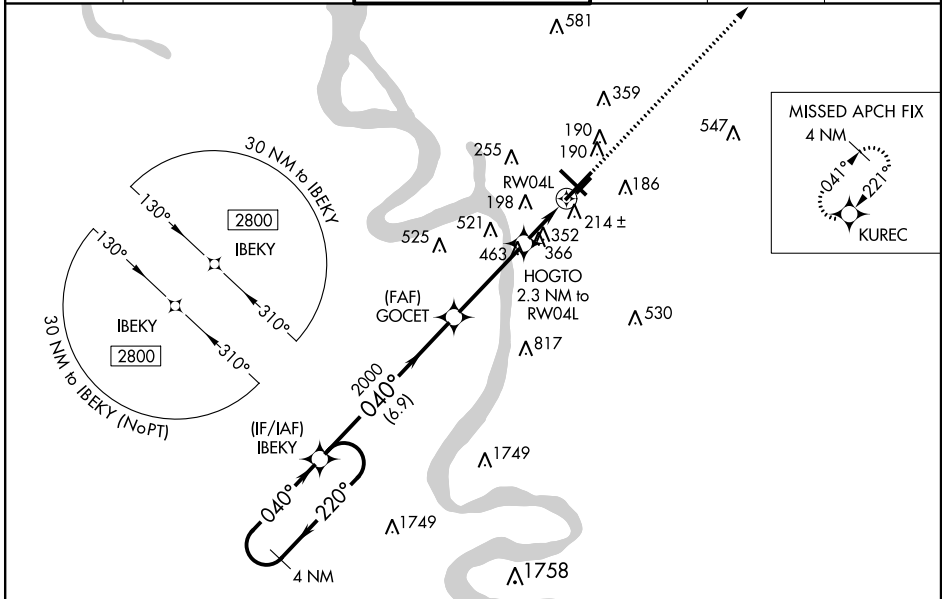 581
359
MISSED APCH FIX
4 NM
041°
221°
KUREC
547
190
190
255
RW04L
186
198
214 ±
521
525
352
463
366
HOGTO
2.3 NM to
RW04L
30 NM to IBEKY
130°
2800
IBEKY
310°
130°
IBEKY
2800
310°
30 NM to IBEKY (NoPT)
(FAF)
GOCET
530
817
2000
040°
(6.9)
(IF/IAF)
IBEKY
1749
040°
220°
1749
4 NM
1758